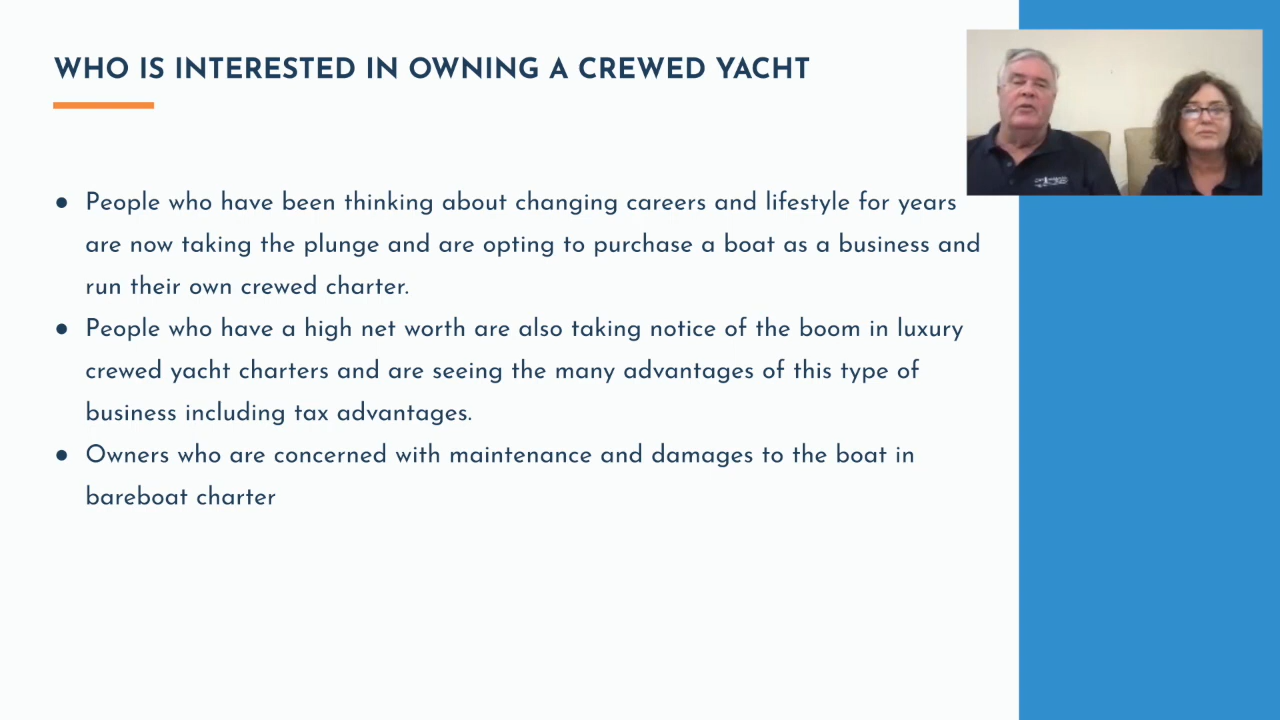 WHO IS INTERESTED IN OWNING A CREWED YACHT
● People who have been thinking about changing careers and lifestyle for years
are now taking the plunge and are opting to purchase a boat as a business and
run their own crewed charter.
● People who have a high net worth are also taking notice of the boom in luxury
crewed yacht charters and are seeing the many advantages of this type of
business including tax advantages.
● Owners who are concerned with maintenance and damages to the boat in
bareboat charter